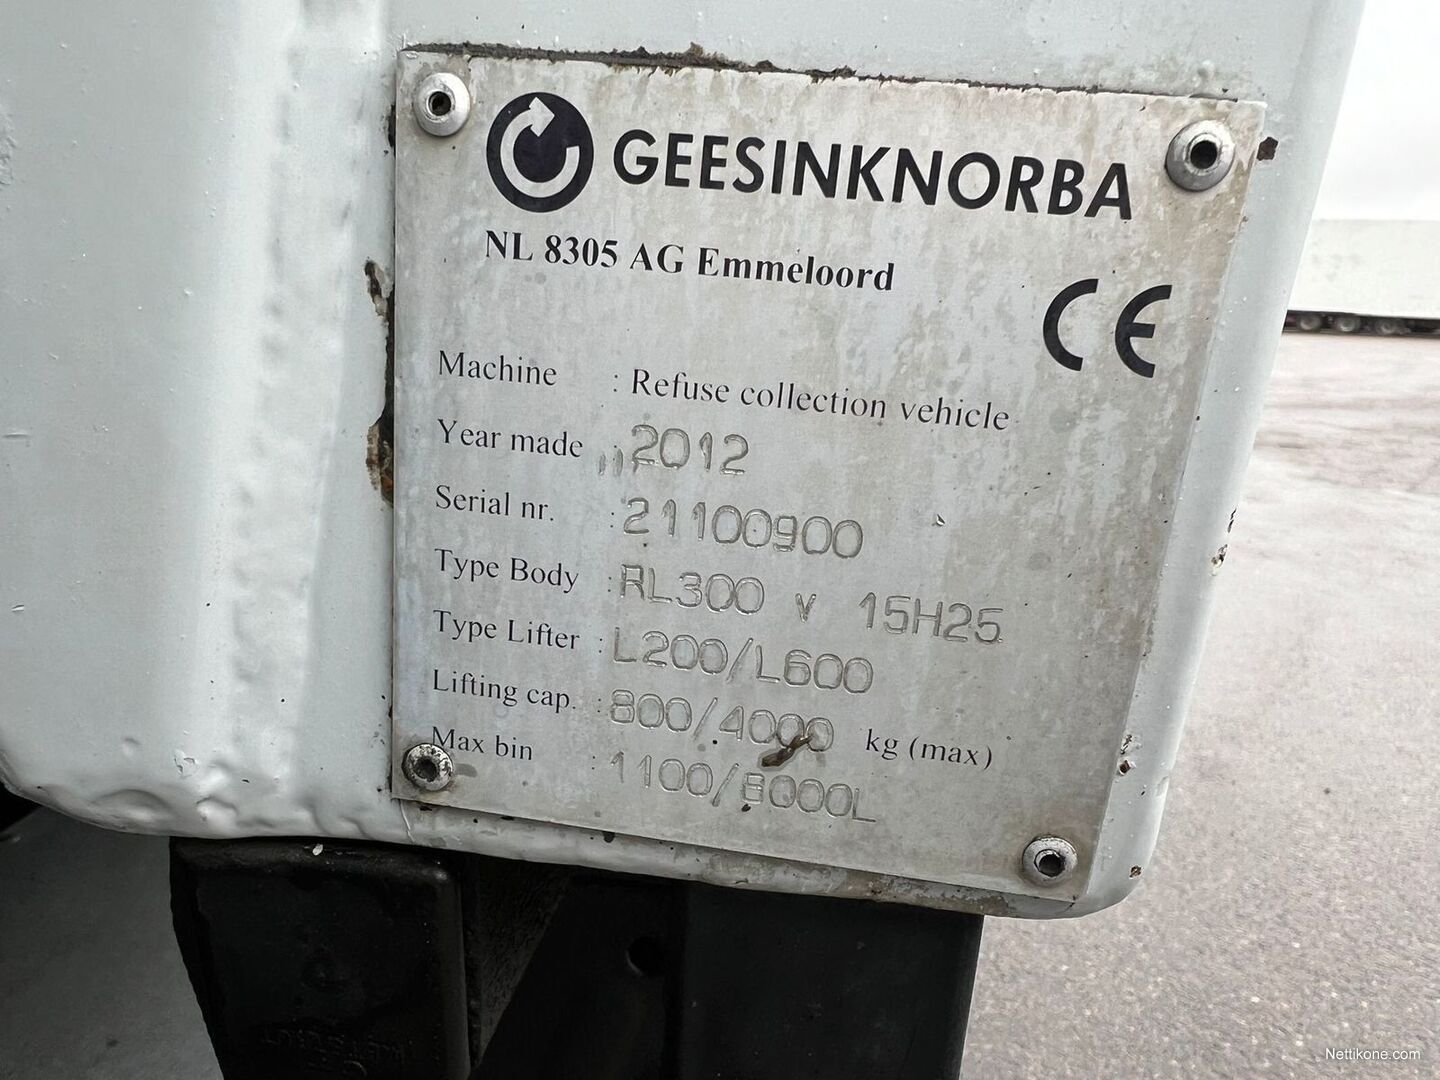 GEESINKNORBA
NL 8305 AG Emmeloord
CE
Machine : Refuse collection vehicle
Year made : 2012
Serial nr. : 21100900
Type Body : RL300 v 15H25
Type Lifter : L200/L600
Lifting cap. : 800/4000 kg (max)
Max bin : 1100/5000L
Nettikone.com